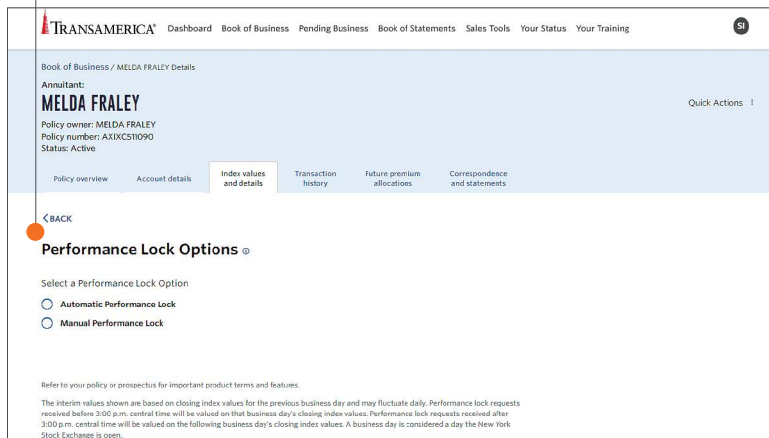 TRANSAMERICA® Dashboard Book of Business Pending Business Book of Statements Sales Tools Your Status Your Training SI
Book of Business / MELDA FRALEY Details
Annuitant:
MELDA FRALEY
Quick Actions
Policy owner: MELDA FRALEY
Policy number: AXIXC511090
Status: Active
Policy overview Account details Index values and details Transaction history Future premium allocations Correspondence and statements
BACK
Performance Lock Options
Select a Performance Lock Option
Automatic Performance Lock
Manual Performance Lock
Refer to your policy or prospectus for important product terms and features.
The interim values shown are based on closing index values for the previous business day and may fluctuate daily. Performance lock requests
received before 3:00 p.m. central time will be valued on that business day's closing index values. Performance lock requests received after
3:00 p.m. central time will be valued on the following business day's closing index values. A business day is considered a day the New York
Stock Exchange is open.